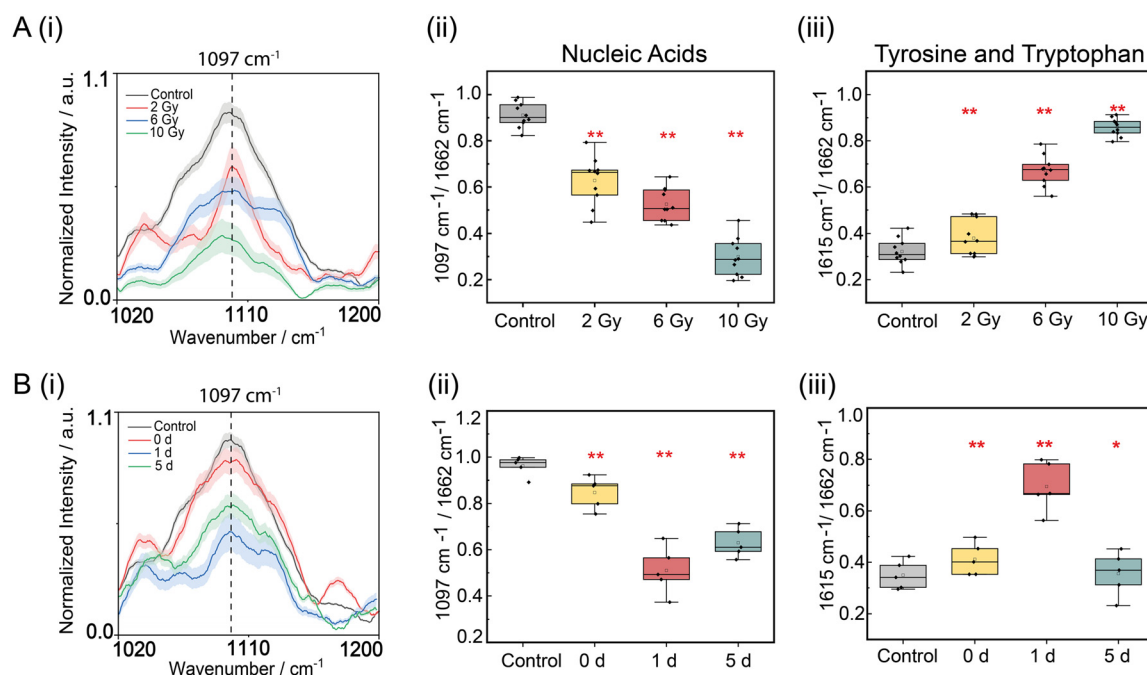 A (i)
1097 cm-1
1.1
Control
2 Gy
6 Gy
10 Gy
Normalized Intensity / a.u.
0.0
1020 1110 1200
Wavenumber / cm-1
(ii)
Nucleic Acids
1.0
0.8
0.6
0.4
0.2
1097 cm-1/ 1662 cm-1
** ** **
Control 2 Gy 6 Gy 10 Gy
(iii)
Tyrosine and Tryptophan
1.0
0.8
0.6
0.4
0.2
1615 cm-1/ 1662 cm-1
** ** **
Control 2 Gy 6 Gy 10 Gy
B (i)
1097 cm-1
1.1
Control
0 d
1 d
5 d
Normalized Intensity / a.u.
0.0
1020 1110 1200
Wavenumber / cm-1
(ii)
1.2
1.0
0.8
0.6
0.4
0.2
1097 cm -1 / 1662 cm-1
** ** **
Control 0 d 1 d 5 d
(iii)
1.0
0.8
0.6
0.4
0.2
1615 cm-1/ 1662 cm-1
** ** *
Control 0 d 1 d 5 d